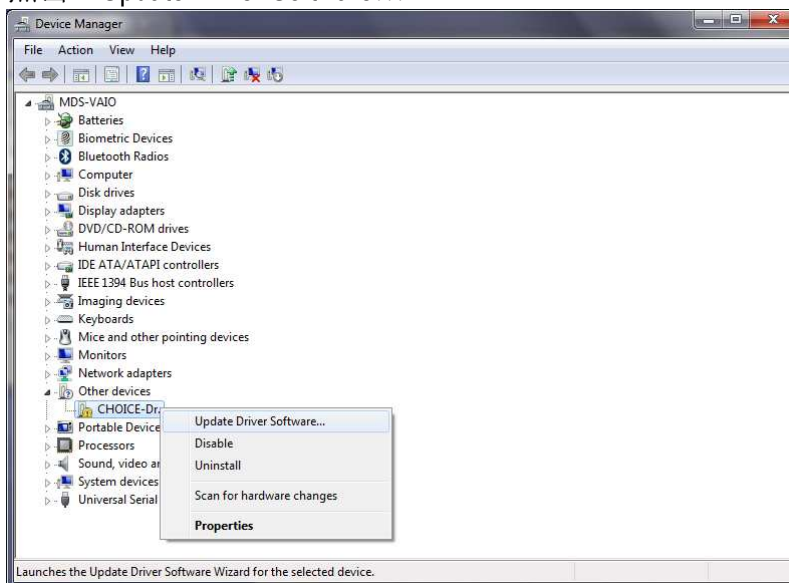 Device Manager
File Action View Help
MDS-VAIO
Batteries
Biometric Devices
Bluetooth Radios
Computer
Disk drives
Display adapters
DVD/CD-ROM drives
Human Interface Devices
IDE ATA/ATAPI controllers
IEEE 1394 Bus host controllers
Imaging devices
Keyboards
Mice and other pointing devices
Monitors
Network adapters
Other devices
CHOICE-Dr
Portable Device
Processors
Sound, video a
System devices
Universal Serial
Update Driver Software...
Disable
Uninstall
Scan for hardware changes
Properties
Launches the Update Driver Software Wizard for the selected device.